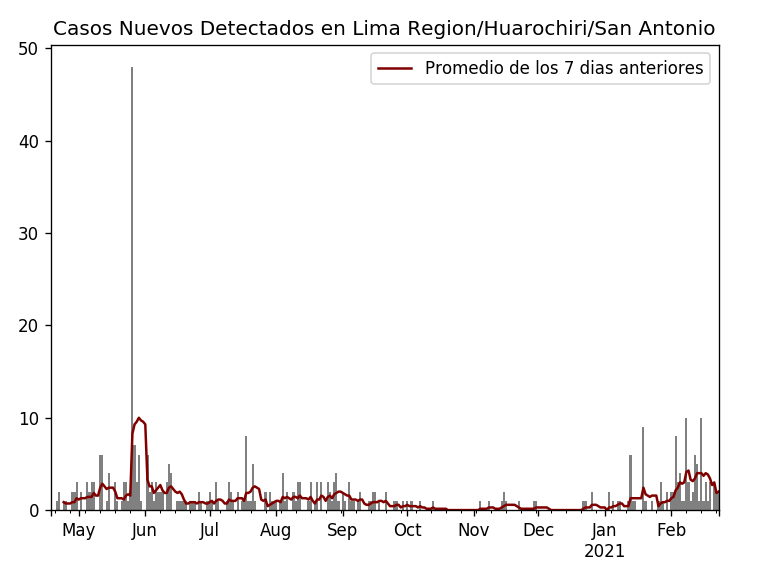 Casos Nuevos Detectados en Lima Region/Huarochiri/San Antonio
Promedio de los 7 dias anteriores
50
40
30
20
10
0
May Jun Jul Aug Sep Oct Nov Dec Jan Feb
2021